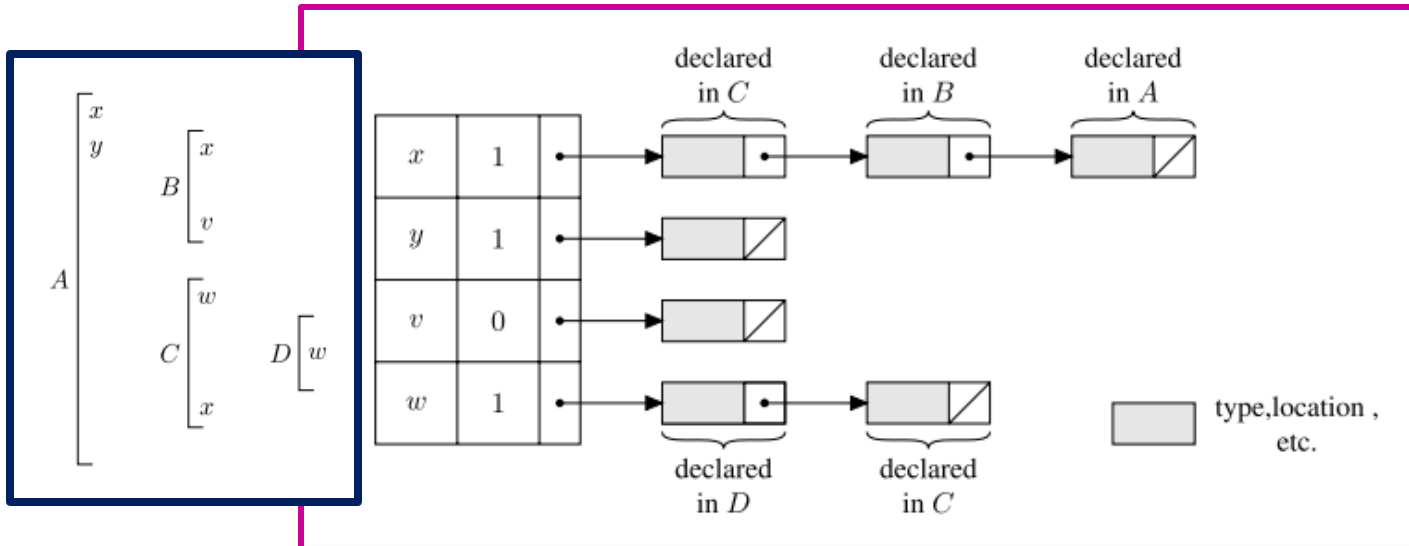 x
y
B
x
v
A
C
w
x
D
w
declared
in C
declared
in B
declared
in A
x 1
y 1
v 0
w 1
declared
in D
declared
in C
type,location ,
etc.